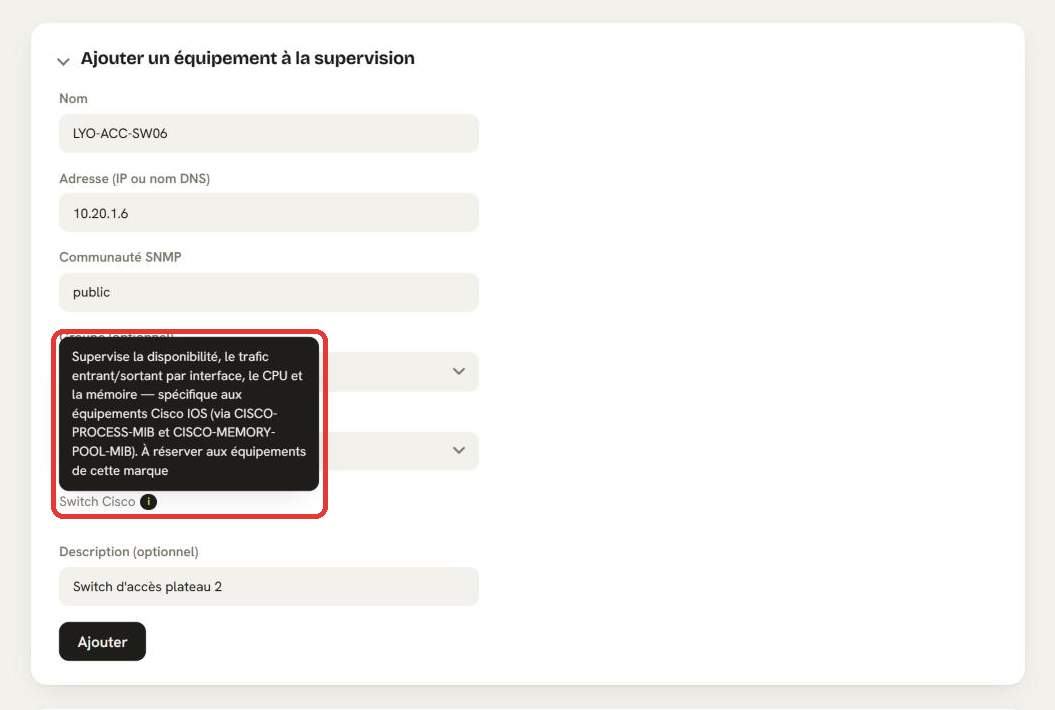 Ajouter un équipement à la supervision
Nom
LYO-ACC-SW06
Adresse (IP ou nom DNS)
10.20.1.6
Communauté SNMP
public
Groupe (optionnel)
Supervise la disponibilité, le trafic
entrant/sortant par interface, le CPU et
la mémoire — spécifique aux
équipements Cisco IOS (via CISCO-
PROCESS-MIB et CISCO-MEMORY-
POOL-MIB). À réserver aux équipements
de cette marque
Switch Cisco i
Description (optionnel)
Switch d'accès plateau 2
Ajouter